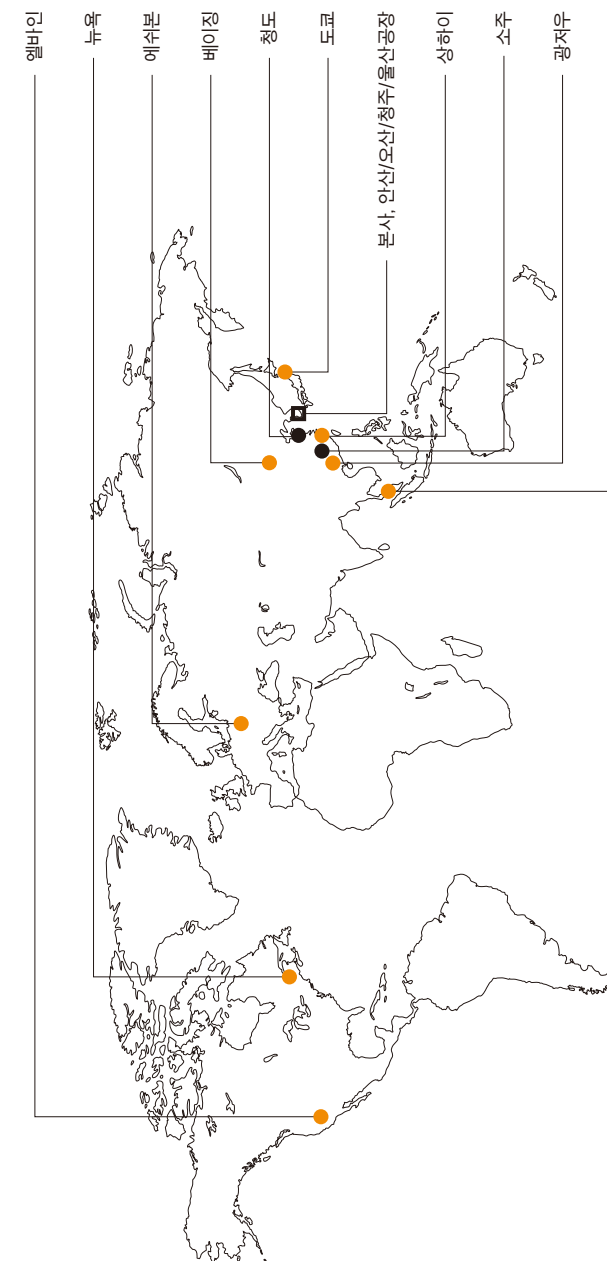 엘바인
뉴욕
에쉬본
베이징
청도
도쿄
본사, 안산/오산/청주/울산공장
상하이
소주
광저우